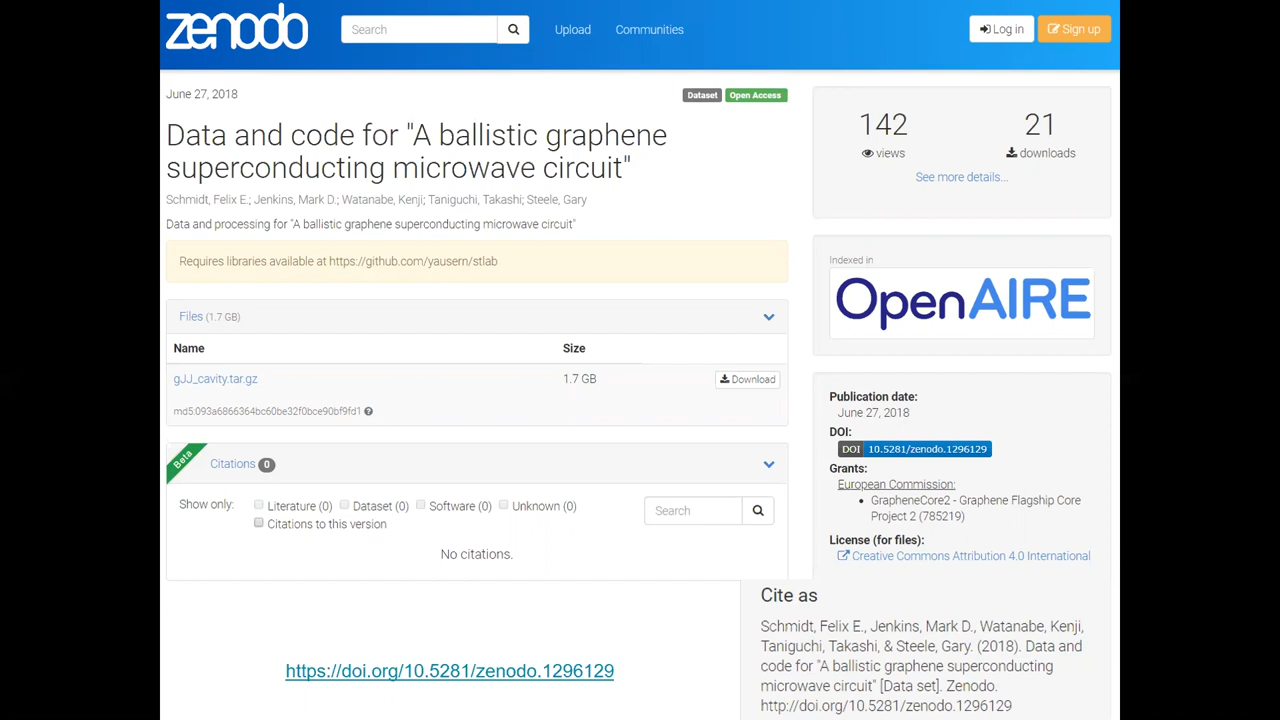 zenodo
Search
Upload
Communities
Log in
Sign up
June 27, 2018
Dataset
Open Access
Data and code for "A ballistic graphene
superconducting microwave circuit"
Schmidt, Felix E.; Jenkins, Mark D.; Watanabe, Kenji; Taniguchi, Takashi; Steele, Gary
Data and processing for "A ballistic graphene superconducting microwave circuit"
Requires libraries available at https://github.com/yausern/stlab
Files (1.7 GB)
Name Size
gJJ_cavity.tar.gz 1.7 GB Download
md5:093a6866364bc60be32f0bce90bf9fd1
Beta
Citations 0
Show only: Literature (0) Dataset (0) Software (0) Unknown (0)
Citations to this version
Search
No citations.
https://doi.org/10.5281/zenodo.1296129
142 21
views downloads
See more details...
Indexed in
OpenAIRE
Publication date:
June 27, 2018
DOI:
DOI 10.5281/zenodo.1296129
Grants:
European Commission:
• GrapheneCore2 - Graphene Flagship Core
Project 2 (785219)
License (for files):
Creative Commons Attribution 4.0 International
Cite as
Schmidt, Felix E., Jenkins, Mark D., Watanabe, Kenji,
Taniguchi, Takashi, & Steele, Gary. (2018). Data and
code for "A ballistic graphene superconducting
microwave circuit" [Data set]. Zenodo.
http://doi.org/10.5281/zenodo.1296129